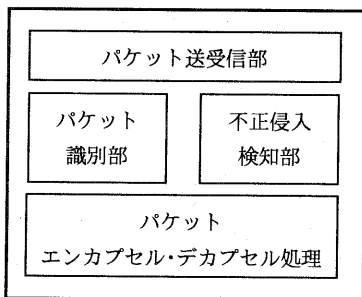 パケット送受信部
パケット
識別部
不正侵入
検知部
パケット
エンカプセル・デカプセル処理